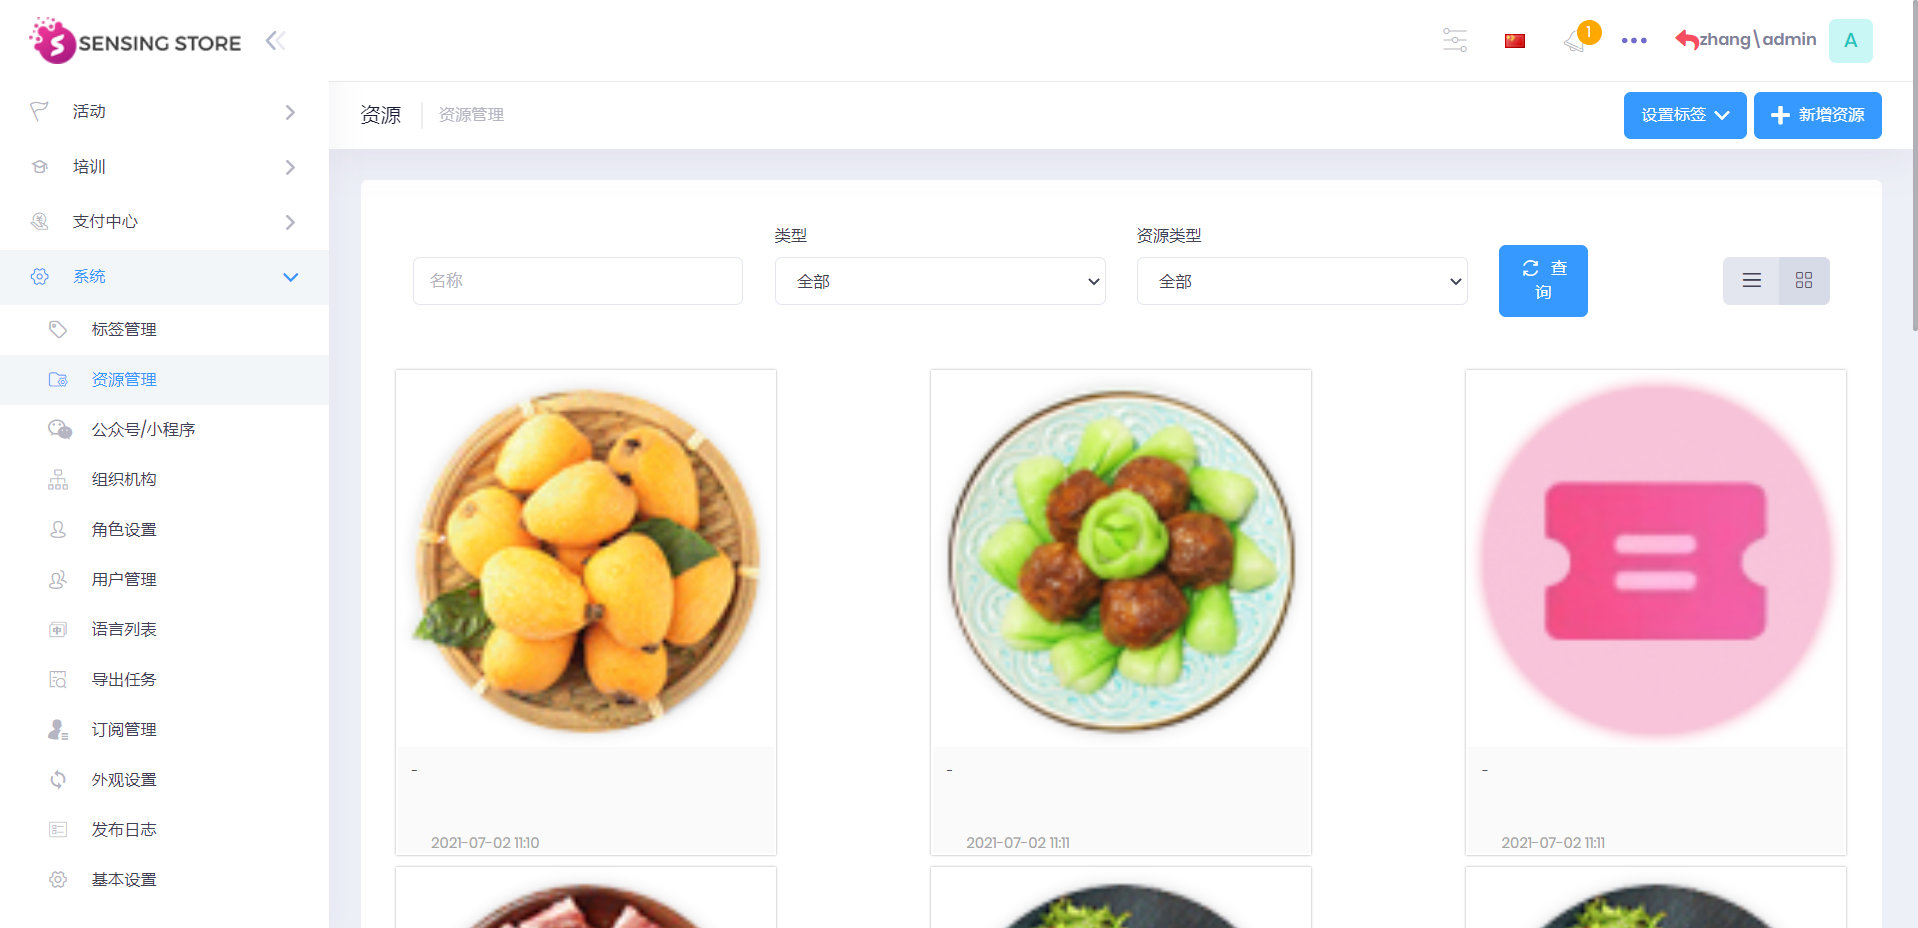 SENSING STORE
1
zhang\admin
A
活动
培训
支付中心
系统
标签管理
资源管理
公众号/小程序
组织机构
角色设置
用户管理
语言列表
导出任务
订阅管理
外观设置
发布日志
基本设置
资源
资源管理
设置标签
新增资源
名称
类型
全部
资源类型
全部
查
询
-
2021-07-02 11:10
-
2021-07-02 11:11
-
2021-07-02 11:11